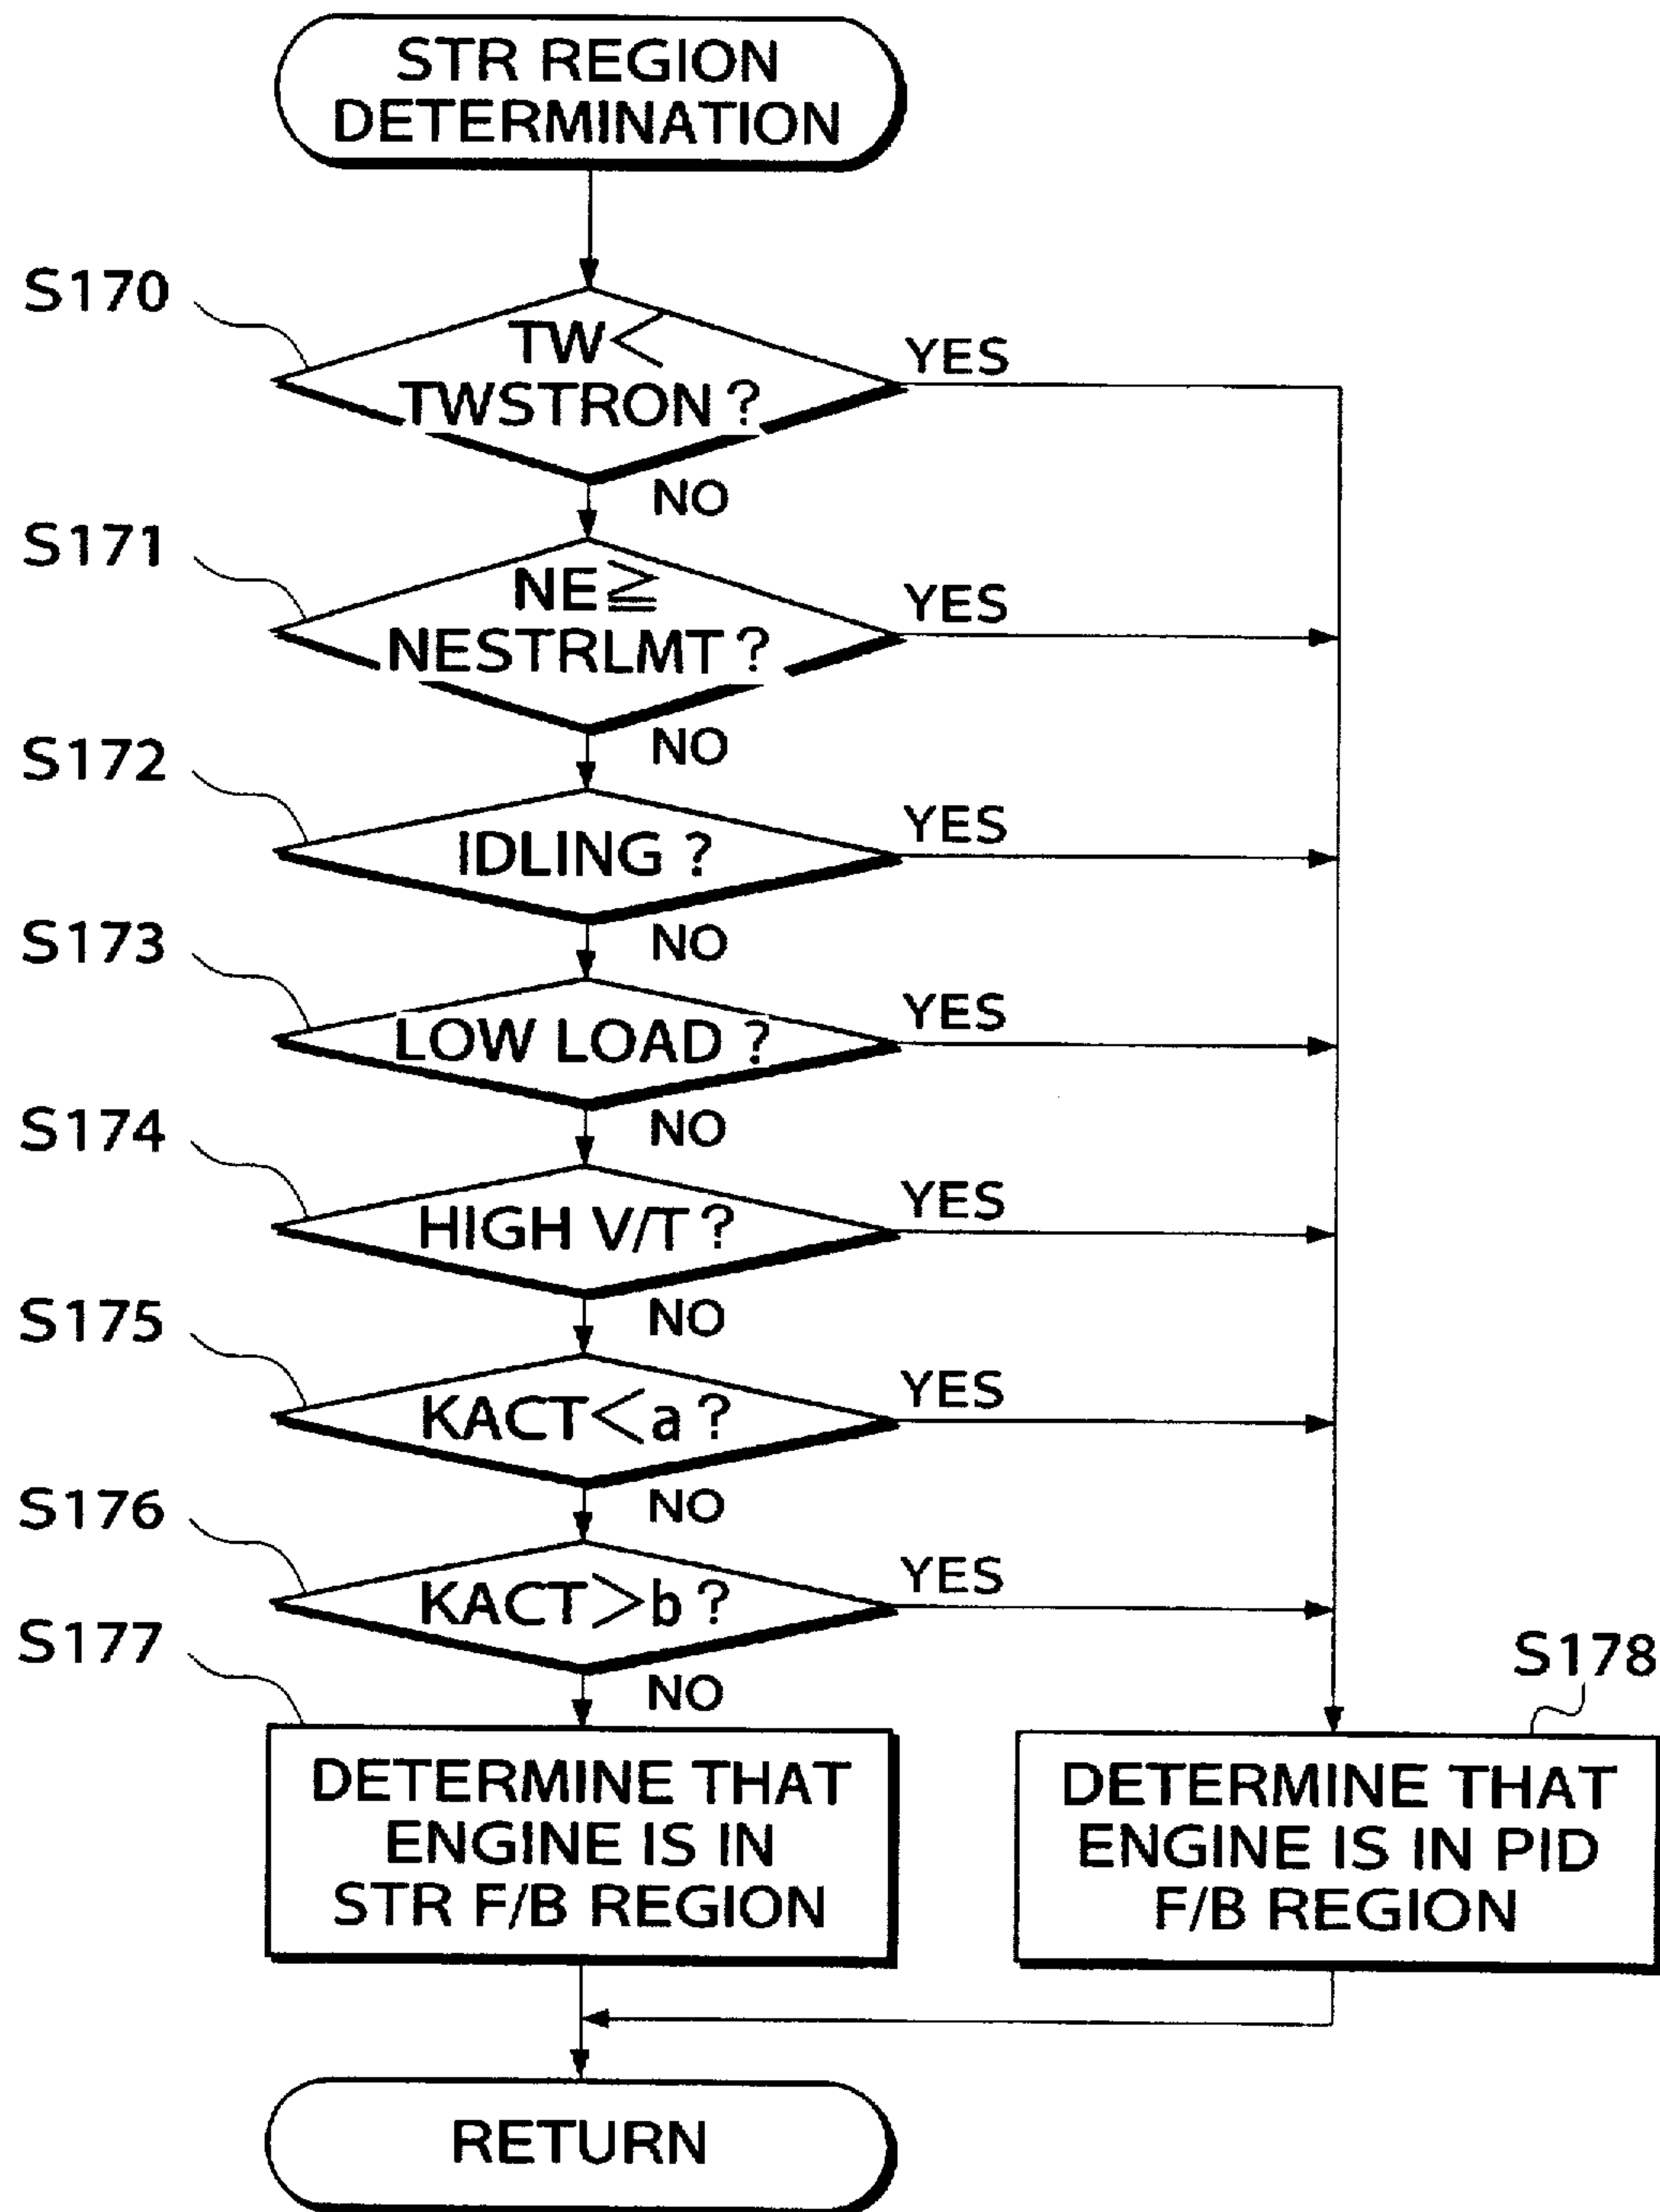 STR REGION
DETERMINATION
S170
TW<
TWSTRON?
YES
NO
S171
NE≧
NESTRLMT?
YES
NO
S172
IDLING?
YES
NO
S173
LOW LOAD?
YES
NO
S174
HIGH V/T?
YES
NO
S175
KACT<a?
YES
NO
S176
KACT>b?
YES
NO
S177
DETERMINE THAT
ENGINE IS IN
STR F/B REGION
S178
DETERMINE THAT
ENGINE IS IN PID
F/B REGION
RETURN